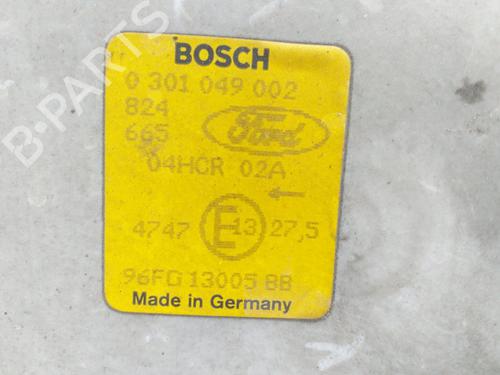 BOSCH
0 301 049 002
824
665 Ford
04HCR 02A
←
4747 E 13 27,5
96FG 13005 BB
Made in Germany
B-PARTS